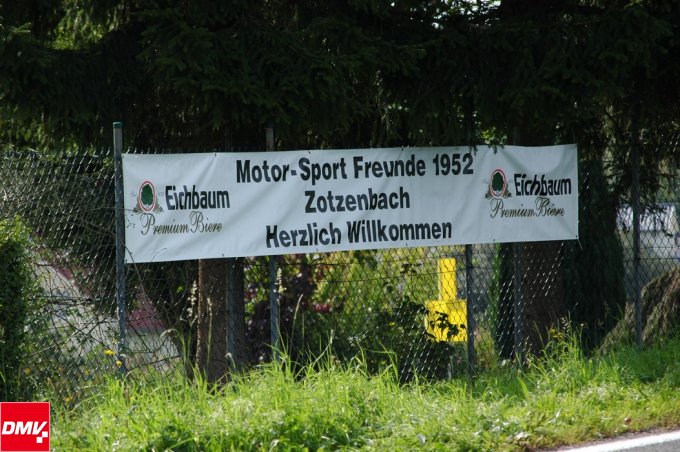 Eichbaum
Premium Biere
Motor-Sport Freunde 1952
Zotzenbach
Herzlich Willkommen
Eichbaum
Premium Biere
DMV